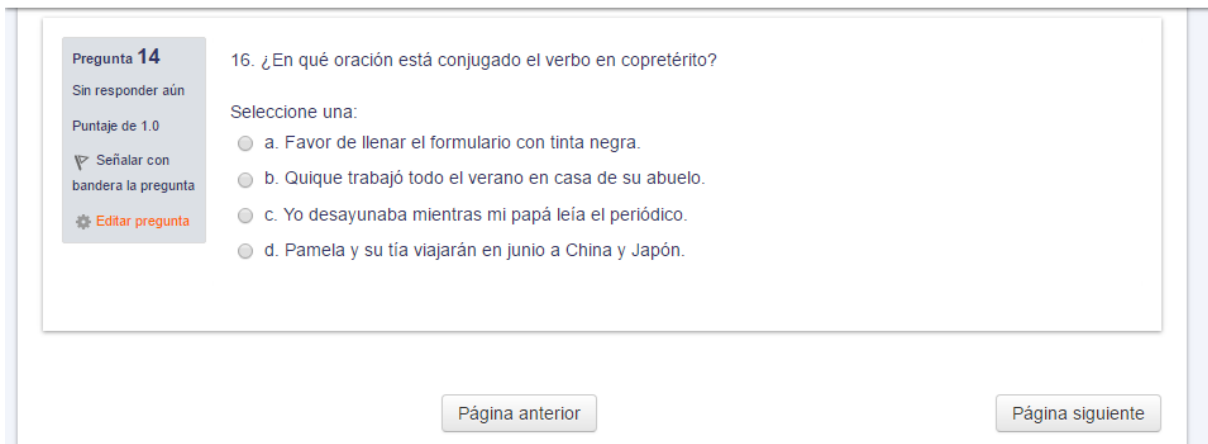 Pregunta 14
Sin responder aún
Puntaje de 1.0
Señalar con
bandera la pregunta
Editar pregunta
16. ¿En qué oración está conjugado el verbo en copretérito?
Seleccione una:
a. Favor de llenar el formulario con tinta negra.
b. Quique trabajó todo el verano en casa de su abuelo.
c. Yo desayunaba mientras mi papá leía el periódico.
d. Pamela y su tía viajarán en junio a China y Japón.
Página anterior
Página siguiente